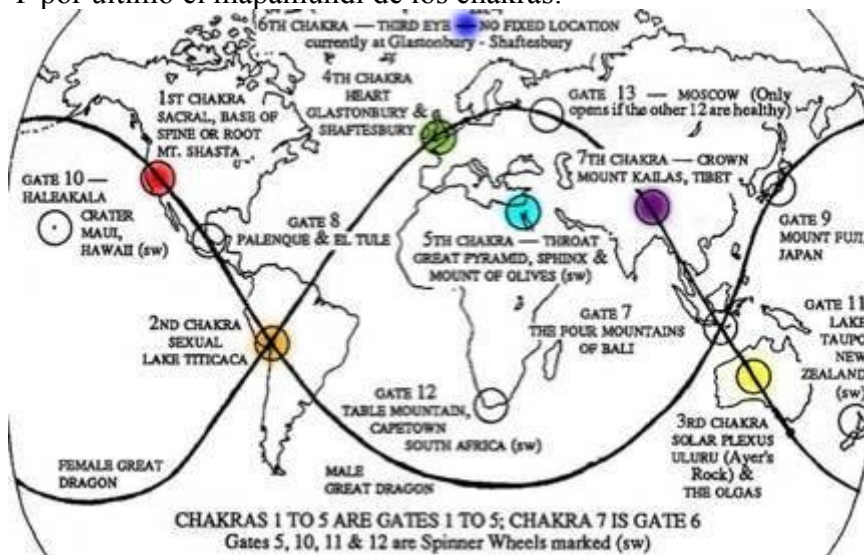 Y por último el mapamundi de los chakras:
6TH CHAKRA — THIRD EYE — NO FIXED LOCATION
currently at Glastonbury - Shaftesbury
4TH CHAKRA
HEART
GLASTONBURY &
SHAFTESBURY
GATE 13 — MOSCOW (Only
opens if the other 12 are healthy)
1ST CHAKRA
SACRAL, BASE OF
SPINE OR ROOT
MT. SHASTA
7TH CHAKRA — CROWN
MOUNT KAILAS, TIBET
GATE 10 —
HALEAKALA
CRATER
MAUI,
HAWAII (sw)
GATE 8
PALENQUE & EL TULE
5TH CHAKRA — THROAT
GREAT PYRAMID, SPHINX &
MOUNT OF OLIVES (sw)
GATE 9
MOUNT FUJI
JAPAN
2ND CHAKRA
SEXUAL
LAKE TITICACA
GATE 7
THE FOUR MOUNTAINS
OF BALI
GATE 11
LAKE
TAUPO
NEW
ZEALAND
(sw)
GATE 12
TABLE MOUNTAIN,
CAPETOWN
SOUTH AFRICA (sw)
3RD CHAKRA
SOLAR PLEXUS
ULURU (Ayer's
Rock) &
THE OLGAS
FEMALE GREAT
DRAGON
MALE
GREAT DRAGON
CHAKRAS 1 TO 5 ARE GATES 1 TO 5; CHAKRA 7 IS GATE 6
Gates 5, 10, 11 & 12 are Spinner Wheels marked (sw)